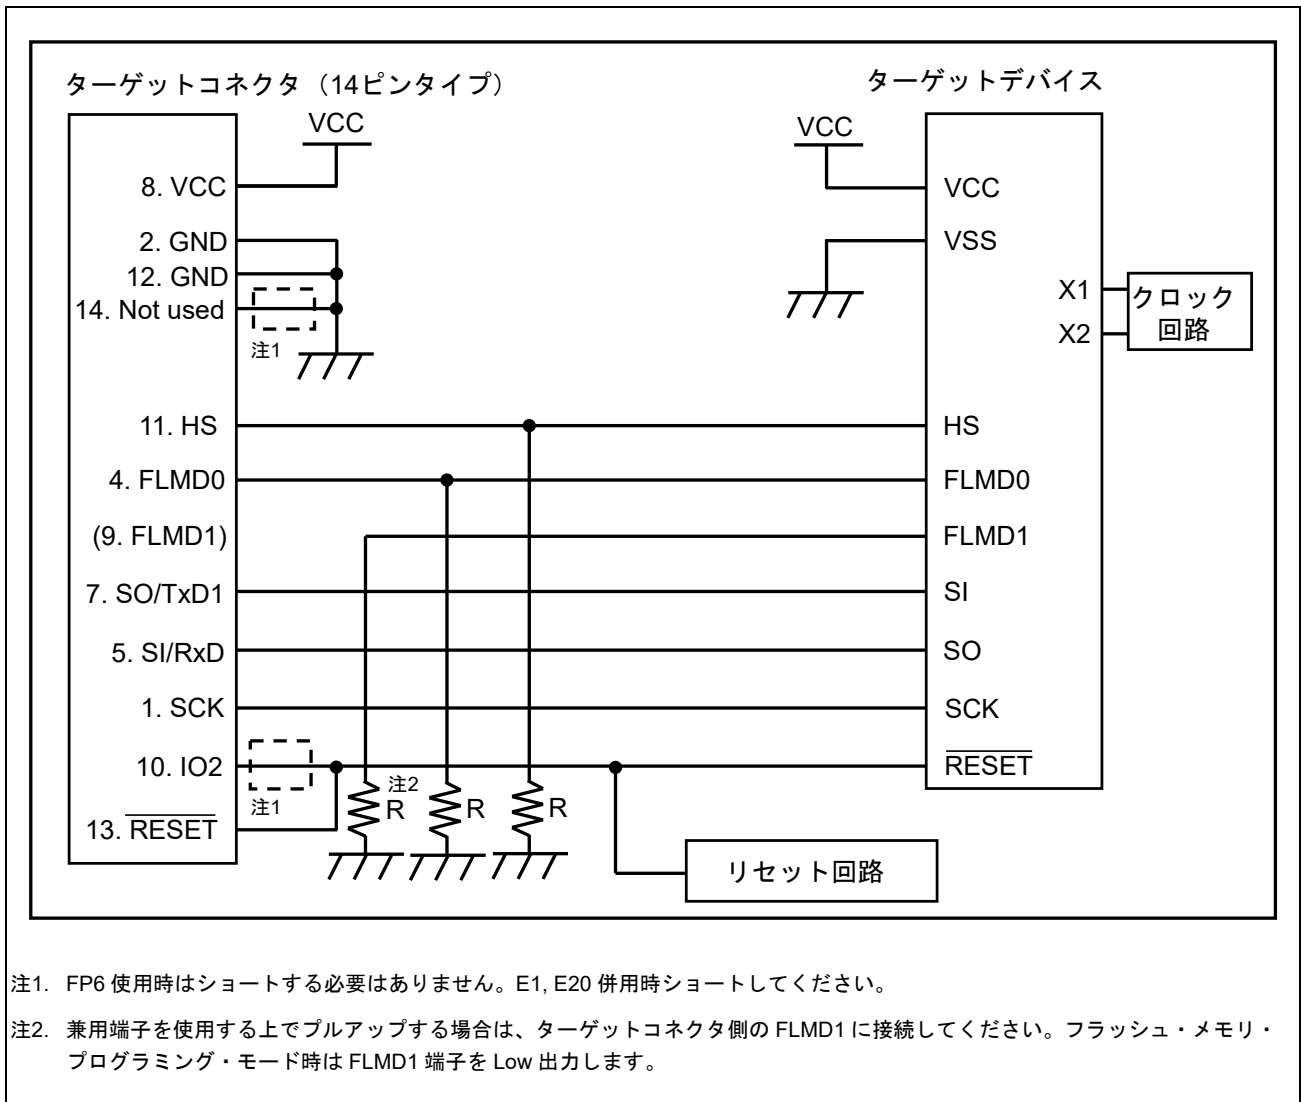 ターゲットコネクタ（14ピンタイプ）
VCC
8. VCC
2. GND
12. GND
14. Not used
注1
11. HS
4. FLMD0
(9. FLMD1)
7. SO/TxD1
5. SI/RxD
1. SCK
10. IO2
注1
13. RESET
注2
R
R
R
リセット回路
ターゲットデバイス
VCC
VCC
VSS
X1
X2
クロック
回路
HS
FLMD0
FLMD1
SI
SO
SCK
RESET
注1. FP6 使用時はショートする必要はありません。E1, E20 併用時ショートしてください。
注2. 兼用端子を使用する上でプルアップする場合は、ターゲットコネクタ側の FLMD1 に接続してください。フラッシュ・メモリ・
プログラミング・モード時は FLMD1 端子を Low 出力します。